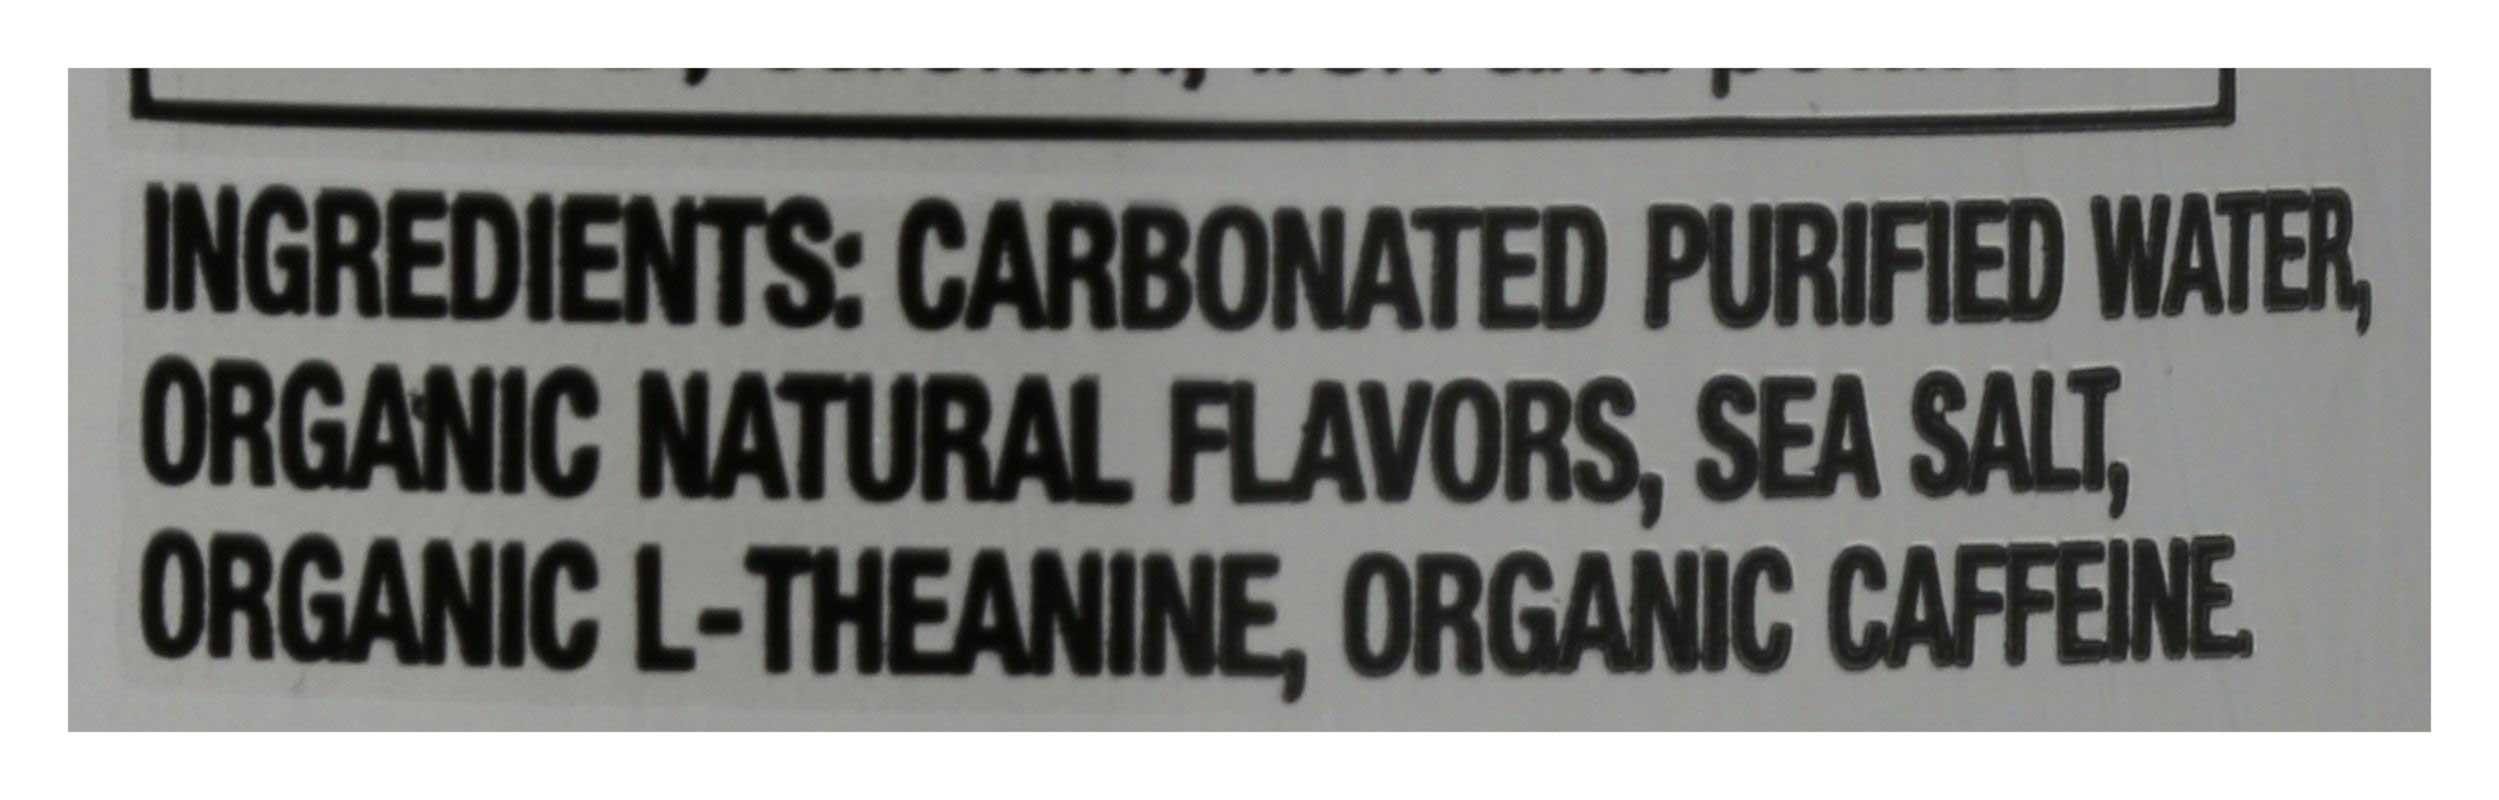 INGREDIENTS: CARBONATED PURIFIED WATER,
ORGANIC NATURAL FLAVORS, SEA SALT,
ORGANIC L-THEANINE, ORGANIC CAFFEINE.